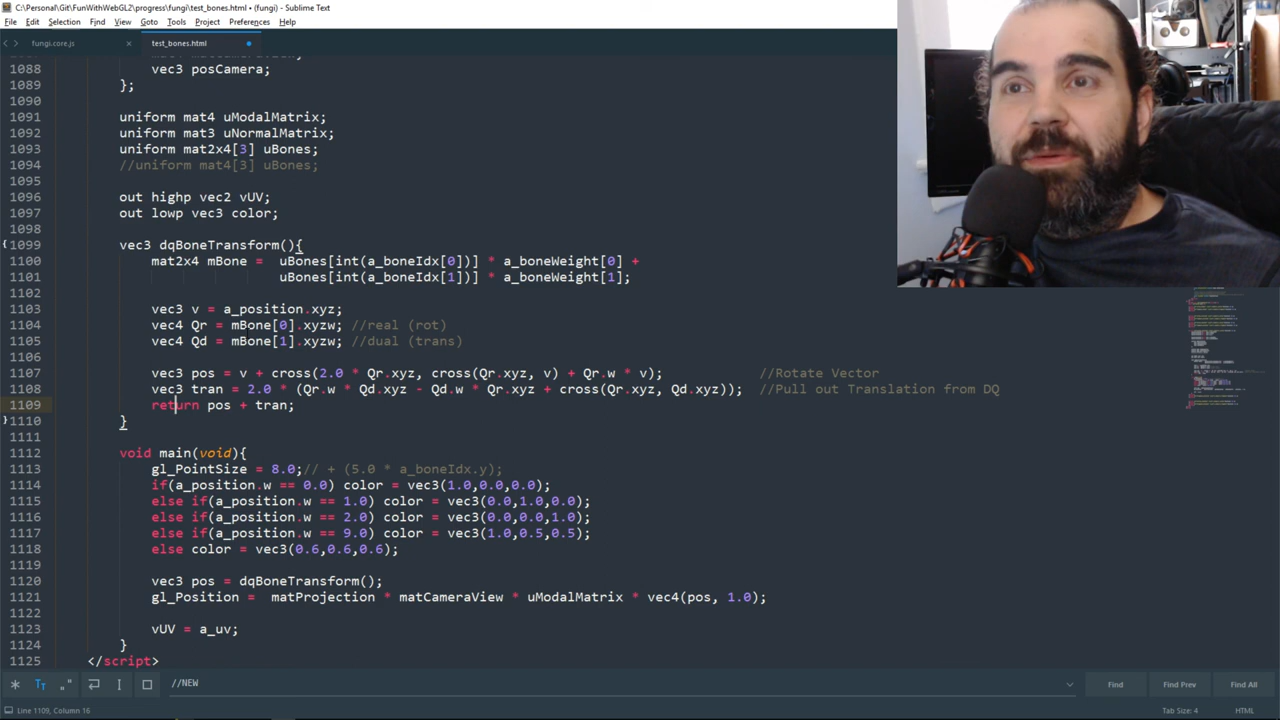 C:\Personal\Git\FunWithWebGL2\progress\fungi\test_bones.html • (fungi) - Sublime Text
File Edit Selection Find View Goto Tools Project Preferences Help
fungi.core.js test_bones.html
1088 vec3 posCamera;
1089 };
1090
1091 uniform mat4 uModalMatrix;
1092 uniform mat3 uNormalMatrix;
1093 uniform mat2x4[3] uBones;
1094 //uniform mat4[3] uBones;
1095
1096 out highp vec2 vUV;
1097 out lowp vec3 color;
1098
1099 vec3 dqBoneTransform(){
1100 mat2x4 mBone = uBones[int(a_boneIdx[0])] * a_boneWeight[0] +
1101 uBones[int(a_boneIdx[1])] * a_boneWeight[1];
1102
1103 vec3 v = a_position.xyz;
1104 vec4 Qr = mBone[0].xyzw; //real (rot)
1105 vec4 Qd = mBone[1].xyzw; //dual (trans)
1106
1107 vec3 pos = v + cross(2.0 * Qr.xyz, cross(Qr.xyz, v) + Qr.w * v); //Rotate Vector
1108 vec3 tran = 2.0 * (Qr.w * Qd.xyz - Qd.w * Qr.xyz + cross(Qr.xyz, Qd.xyz)); //Pull out Translation from DQ
1109 return pos + tran;
1110 }
1111
1112 void main(void){
1113 gl_PointSize = 8.0;// + (5.0 * a_boneIdx.y);
1114 if(a_position.w == 0.0) color = vec3(1.0,0.0,0.0);
1115 else if(a_position.w == 1.0) color = vec3(0.0,1.0,0.0);
1116 else if(a_position.w == 2.0) color = vec3(0.0,0.0,1.0);
1117 else if(a_position.w == 9.0) color = vec3(1.0,0.5,0.5);
1118 else color = vec3(0.6,0.6,0.6);
1119
1120 vec3 pos = dqBoneTransform();
1121 gl_Position = matProjection * matCameraView * uModalMatrix * vec4(pos, 1.0);
1122
1123 vUV = a_uv;
1124 }
1125 </script>
//NEW Find Find Prev Find All
Line 1109, Column 16 Tab Size: 4 HTML